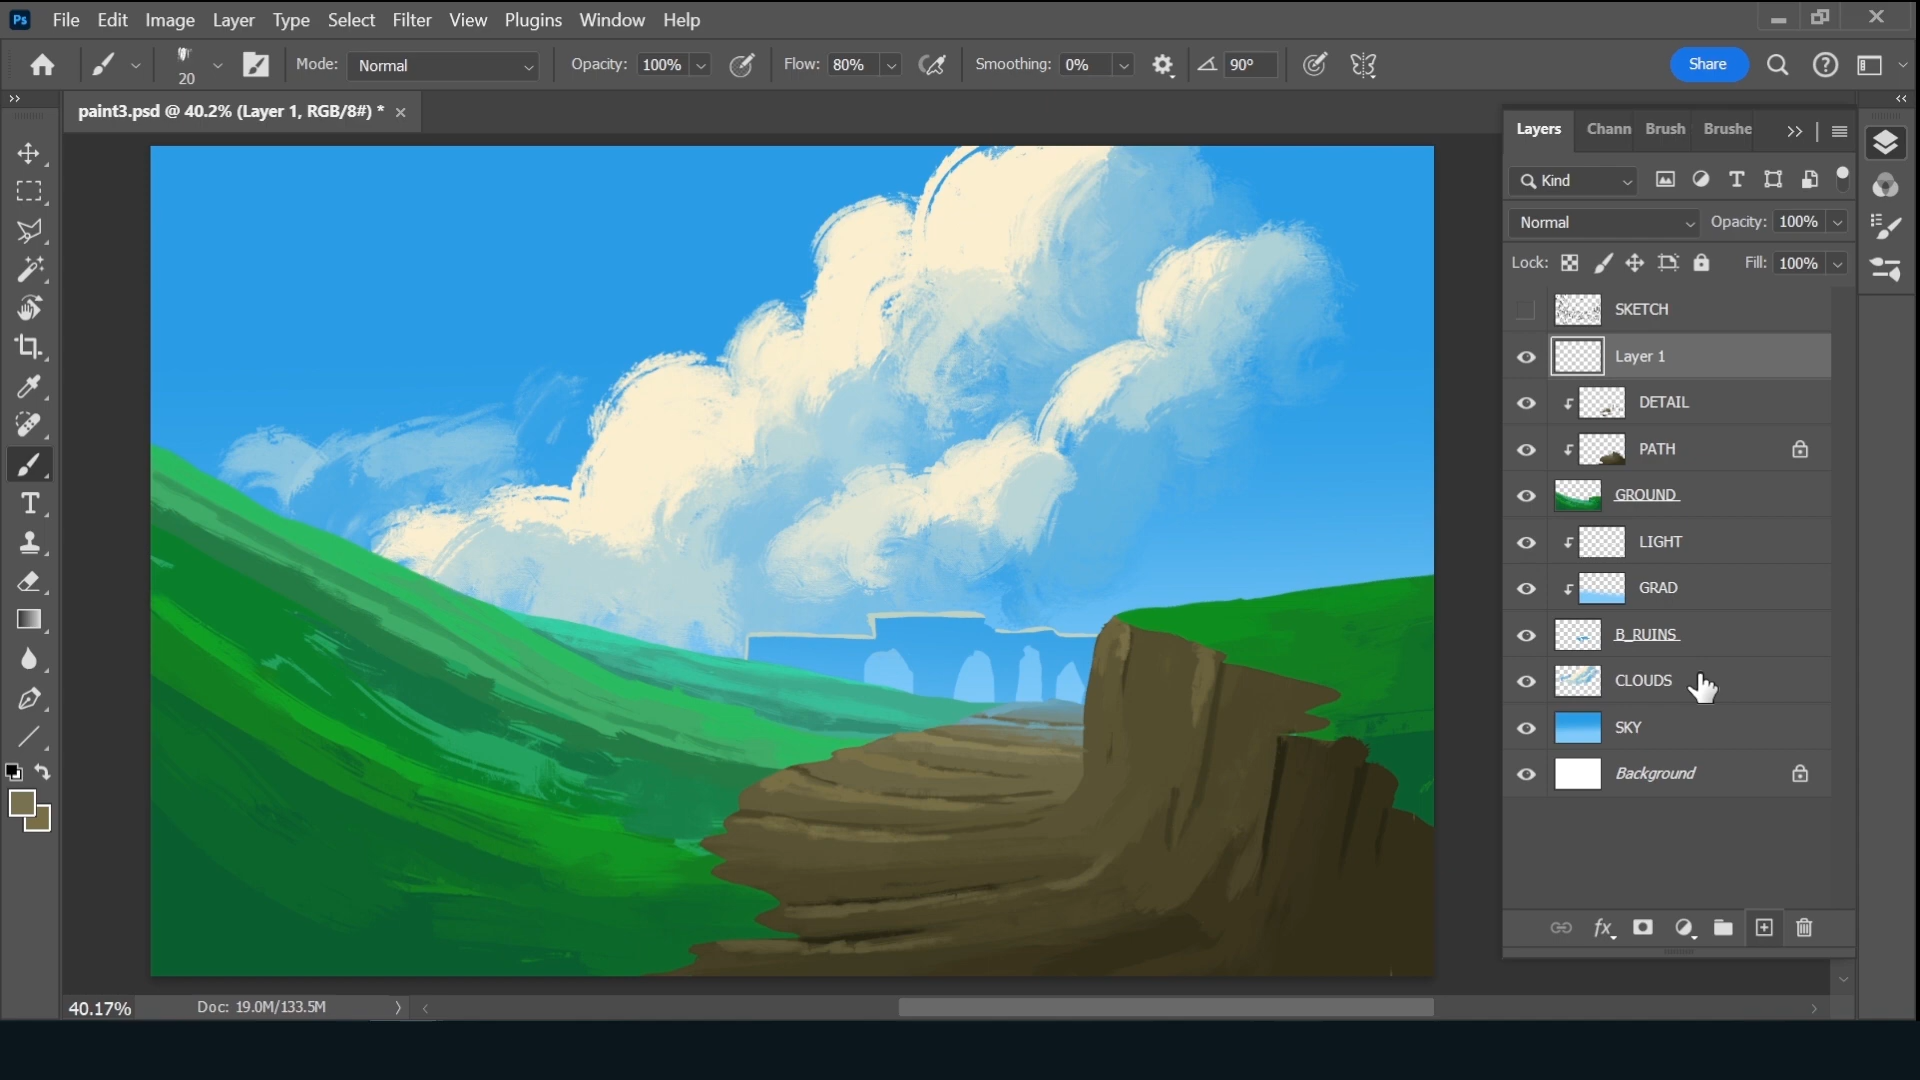 Ps File Edit Image Layer Type Select Filter View Plugins Window Help
20 Mode: Normal Opacity: 100% Flow: 80% Smoothing: 0% 90° Share
paint3.psd @ 40.2% (Layer 1, RGB/8#) *
Layers Chann Brush Brushe
Kind
Normal Opacity: 100%
Lock: Fill: 100%
SKETCH
Layer 1
DETAIL
PATH
GROUND
LIGHT
GRAD
B_RUINS
CLOUDS
SKY
Background
fx
40.17% Doc: 19.0M/133.5M